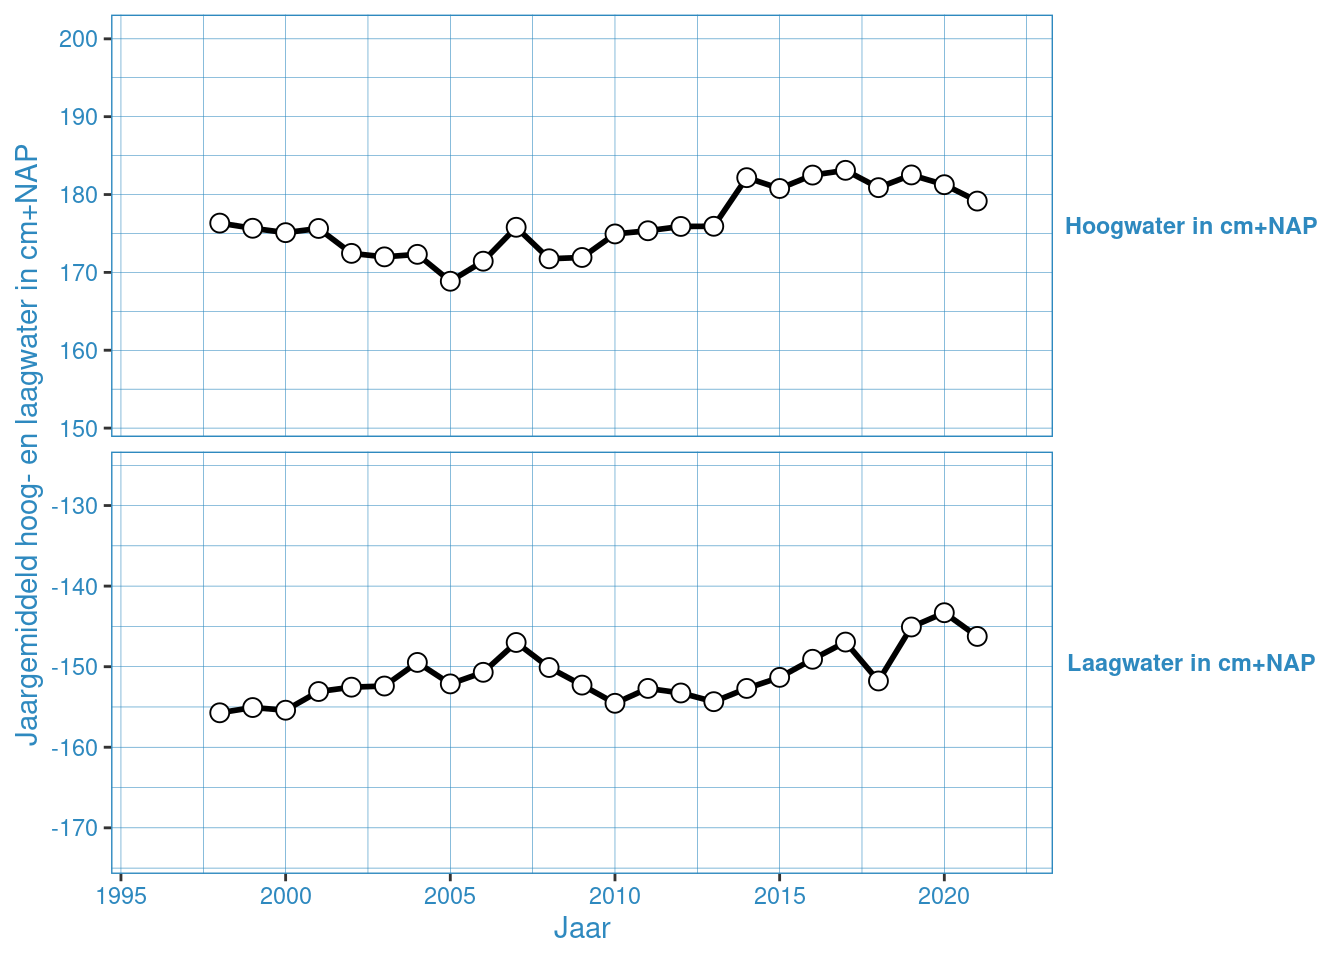 Jaargemiddeld hoog- en laagwater in cm+NAP
200
190
180
170
160
150
Hoogwater in cm+NAP
-130
-140
-150
-160
-170
Laagwater in cm+NAP
1995 2000 2005 2010 2015 2020
Jaar